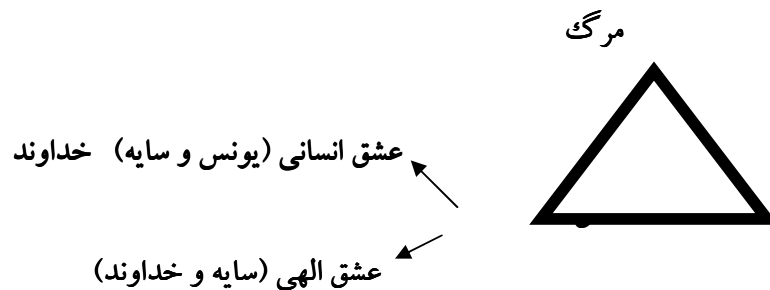 مرگ
عشق انسانی (یونس و سایه) خداوند
عشق الهی (سایه و خداوند)